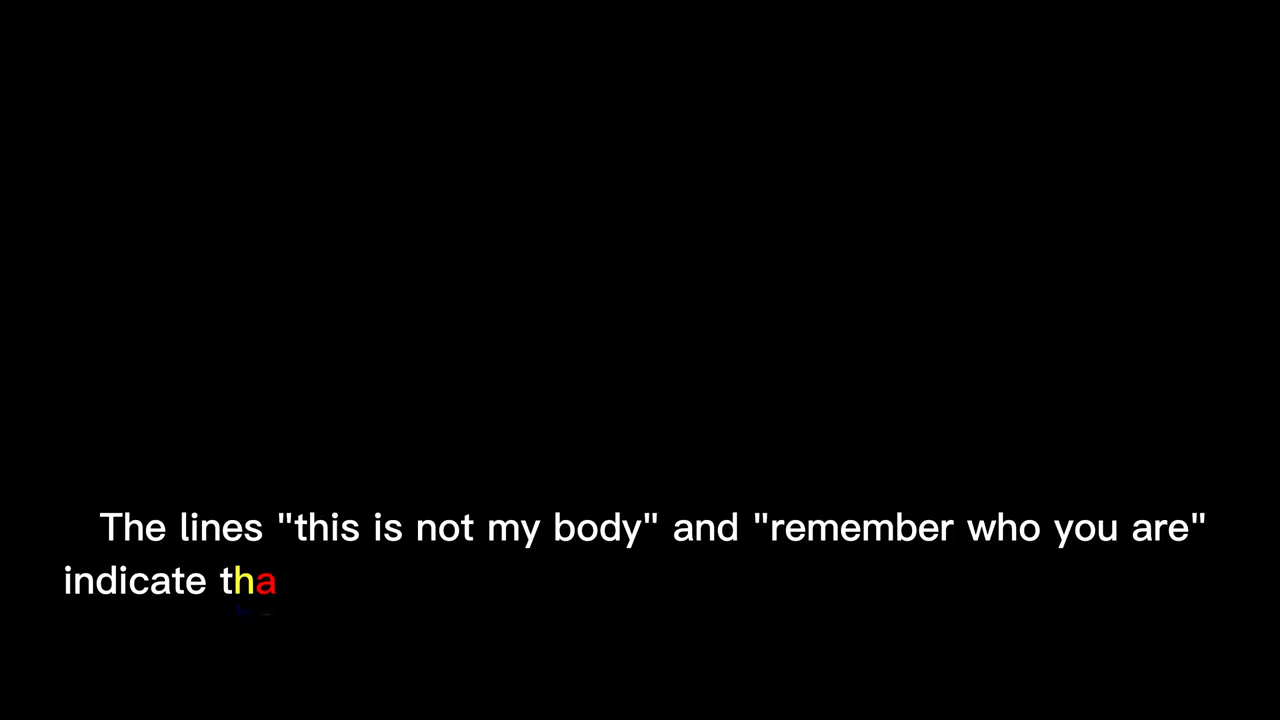 The lines "this is not my body" and "remember who you are"
indicate tha